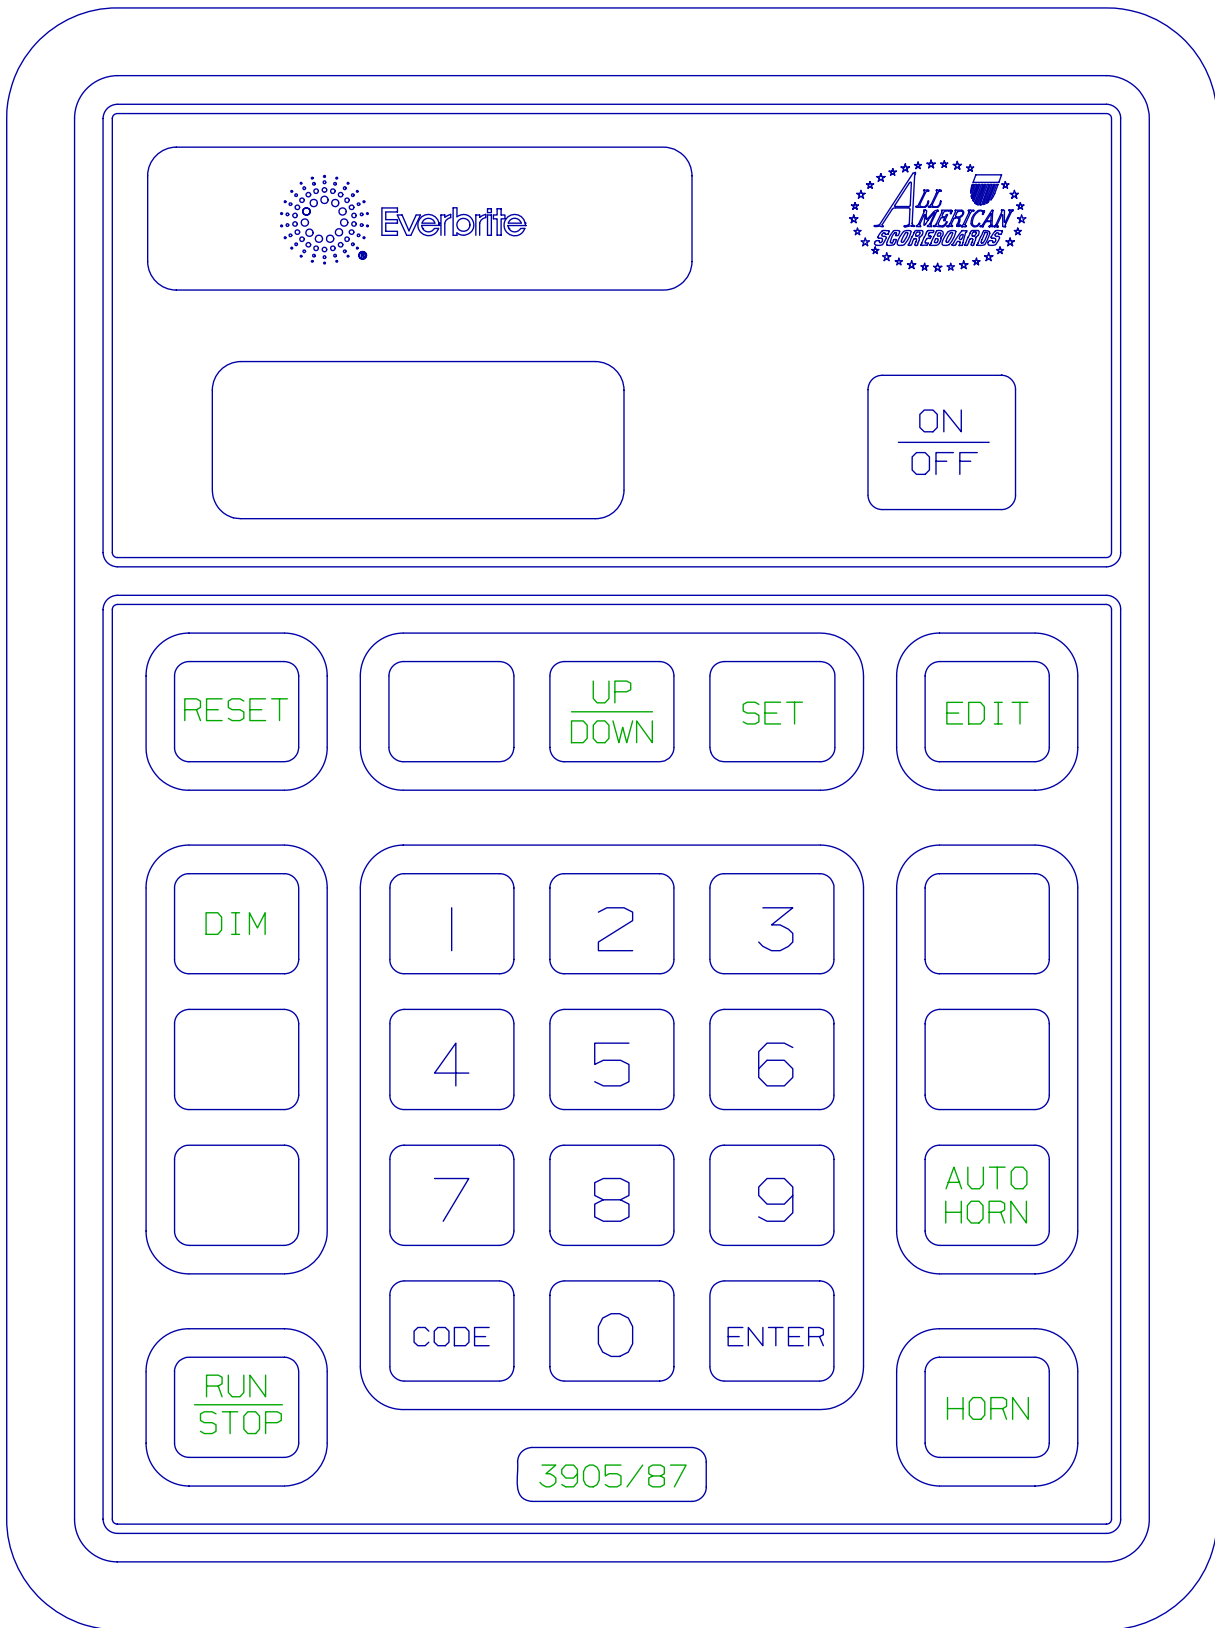 Everbrite
ALL
AMERICAN
SCOREBOARDS
ON
OFF
RESET
UP
DOWN
SET
EDIT
DIM
1
2
3
4
5
6
7
8
9
AUTO
HORN
CODE
0
ENTER
RUN
STOP
HORN
3905/87